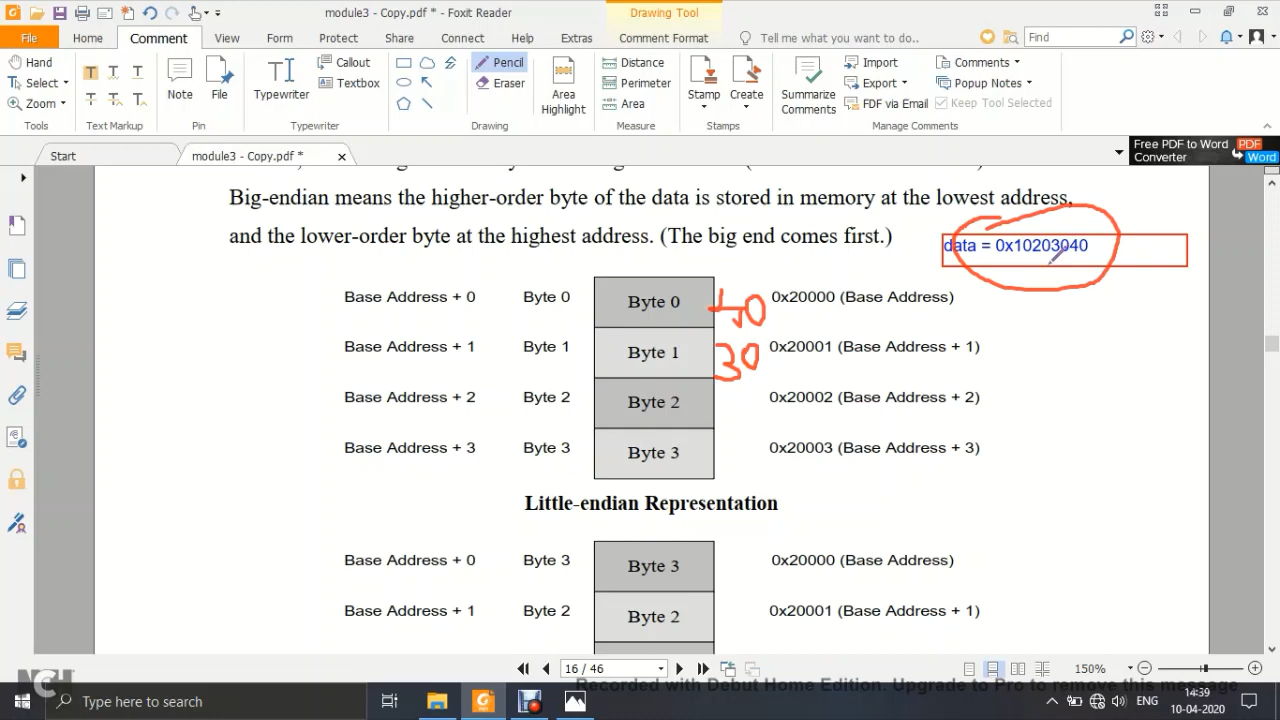 module3 - Copy.pdf * - Foxit Reader
Drawing Tool
File
Home
Comment
View
Form
Protect
Share
Connect
Help
Extras
Comment Format
Tell me what you want to do...
Find
Hand
Select
Zoom
Tools
Text Markup
Note
File
Pin
Typewriter
Callout
Textbox
Typewriter
Pencil
Eraser
Drawing
Area Highlight
Distance
Perimeter
Area
Measure
Stamp
Create
Stamps
Summarize Comments
Import
Export
FDF via Email
Comments
Popup Notes
Keep Tool Selected
Manage Comments
Start
module3 - Copy.pdf *
Free PDF to Word Converter
PDF
Word
Big-endian means the higher-order byte of the data is stored in memory at the lowest address,
and the lower-order byte at the highest address. (The big end comes first.)
data = 0x10203040
Base Address + 0 Byte 0 Byte 0 40 0x20000 (Base Address)
Base Address + 1 Byte 1 Byte 1 30 0x20001 (Base Address + 1)
Base Address + 2 Byte 2 Byte 2 0x20002 (Base Address + 2)
Base Address + 3 Byte 3 Byte 3 0x20003 (Base Address + 3)
Little-endian Representation
Base Address + 0 Byte 3 Byte 3 0x20000 (Base Address)
Base Address + 1 Byte 2 Byte 2 0x20001 (Base Address + 1)
16 / 46
150%
NCH
Recorded with Debut Home Edition. Upgrade to Pro to remove this message
Type here to search
ENG
14:39
10-04-2020